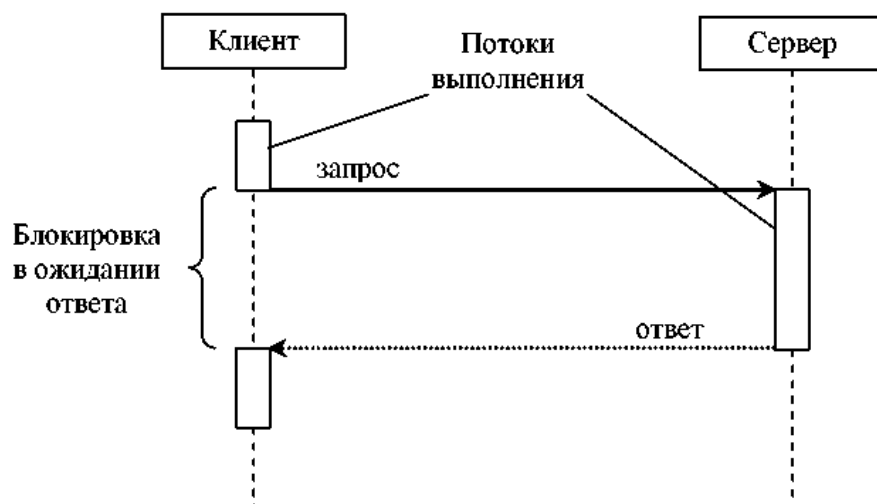 Клиент
Потоки
выполнения
Сервер
запрос
Блокировка
в ожидании
ответа
ответ